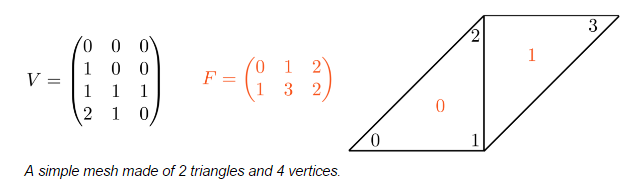 V = (0 0 0
1 0 0
1 1 1
2 1 0)
F = (0 1 2
1 3 2)
2
3
1
0
0
1
A simple mesh made of 2 triangles and 4 vertices.